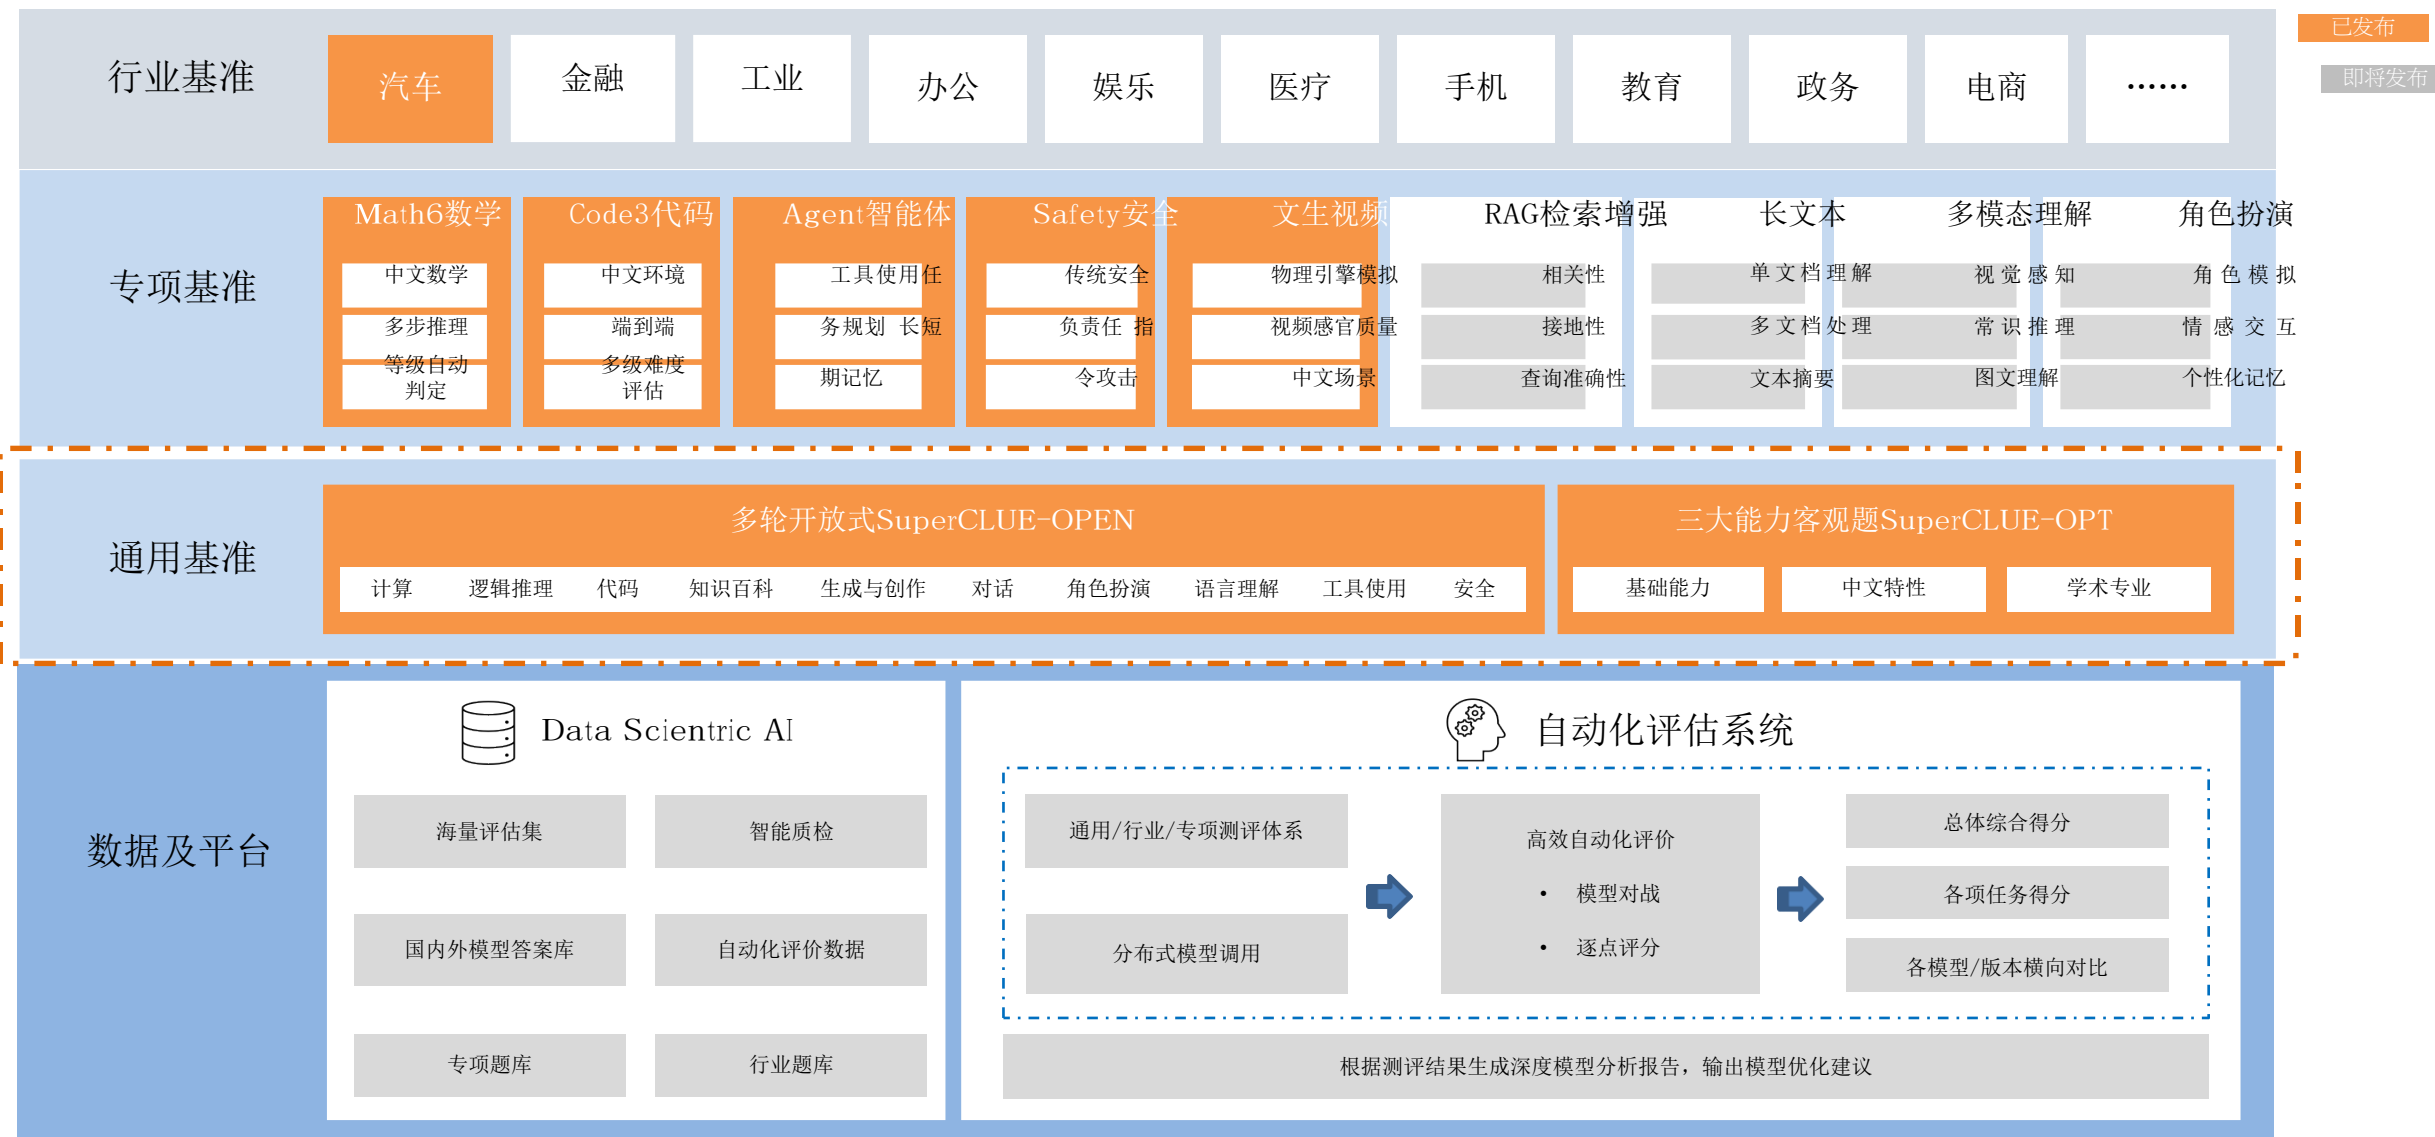 已发布
即将发布
行业基准
汽车
金融
工业
办公
娱乐
医疗
手机
教育
政务
电商
……
专项基准
Math6数学
中文数学
多步推理
等级自动
判定
Code3代码
中文环境
端到端
多级难度
评估
Agent智能体
工具使用任
务规划 长短
期记忆
Safety安全
传统安全
负责任 指
令攻击
文生视频
物理引擎模拟
视频感官质量
中文场景
RAG检索增强
相关性
接地性
查询准确性
长文本
单文档理解
多文档处理
文本摘要
多模态理解
视觉感知
常识推理
图文理解
角色扮演
角色模拟
情感交互
个性化记忆
通用基准
多轮开放式SuperCLUE-OPEN
计算
逻辑推理
代码
知识百科
生成与创作
对话
角色扮演
语言理解
工具使用
安全
三大能力客观题SuperCLUE-OPT
基础能力
中文特性
学术专业
数据及平台
Data Scientric AI
海量评估集
智能质检
国内外模型答案库
自动化评价数据
专项题库
行业题库
自动化评估系统
通用/行业/专项测评体系
分布式模型调用
高效自动化评价
• 模型对战
• 逐点评分
总体综合得分
各项任务得分
各模型/版本横向对比
根据测评结果生成深度模型分析报告，输出模型优化建议